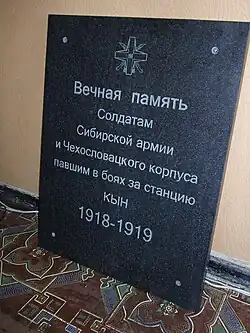 Вечная память
Солдатам
Сибирской армии
и Чехословацкого корпуса
павшим в боях за станцию
КЫН
1918-1919